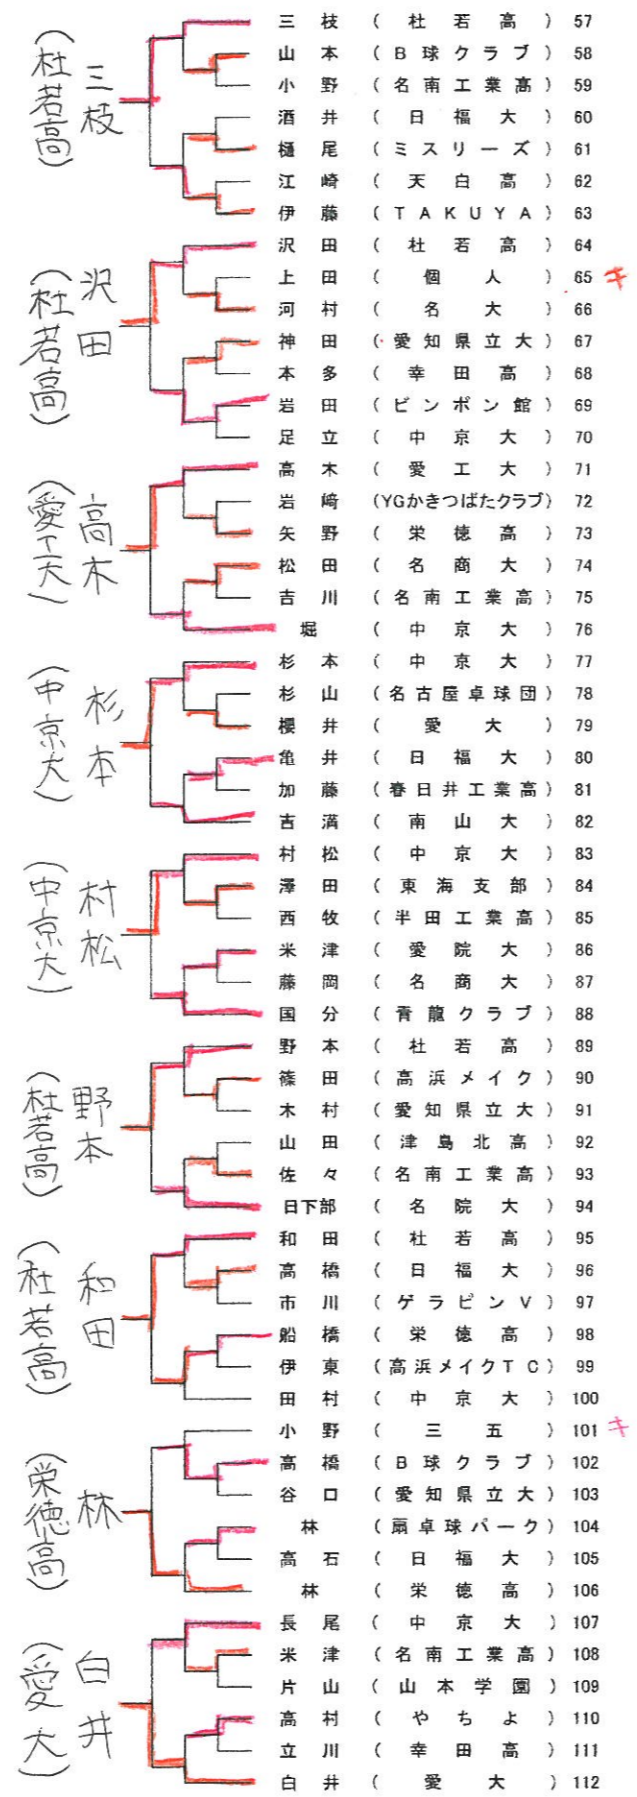 三枝（杜若高）57
山本（B球クラブ）58
小野（名南工業高）59
酒井（日福大）60
樋尾（ミスリーズ）61
江崎（天白高）62
伊藤（TAKUYA）63
三枝
（杜若高）
沢田（杜若高）64
上田（個人）65 キ
河村（名大）66
神田（愛知県立大）67
本多（幸田高）68
岩田（ピンポン館）69
足立（中京大）70
沢田
（杜若高）
高木（愛工大）71
岩﨑（YGかきつばたクラブ）72
矢野（栄徳高）73
松田（名商大）74
吉川（名南工業高）75
堀（中京大）76
高木
（愛工大）
杉本（中京大）77
杉山（名古屋卓球団）78
櫻井（愛大）79
亀井（日福大）80
加藤（春日井工業高）81
吉満（南山大）82
杉本
（中京大）
村松（中京大）83
澤田（東海支部）84
西牧（半田工業高）85
米津（愛院大）86
藤岡（名商大）87
国分（青龍クラブ）88
村松
（中京大）
野本（杜若高）89
篠田（高浜メイク）90
木村（愛知県立大）91
山田（津島北高）92
佐々（名南工業高）93
日下部（名院大）94
野本
（杜若高）
和田（杜若高）95
高橋（日福大）96
市川（ゲラピンV）97
船橋（栄徳高）98
伊東（高浜メイクTC）99
田村（中京大）100
和田
（杜若高）
小野（三五）101 キ
高橋（B球クラブ）102
谷口（愛知県立大）103
林（扇卓球パーク）104
高石（日福大）105
林（栄徳高）106
林
（栄徳高）
長尾（中京大）107
米津（名南工業高）108
片山（山本学園）109
高村（やちよ）110
立川（幸田高）111
白井（愛大）112
白井
（愛大）